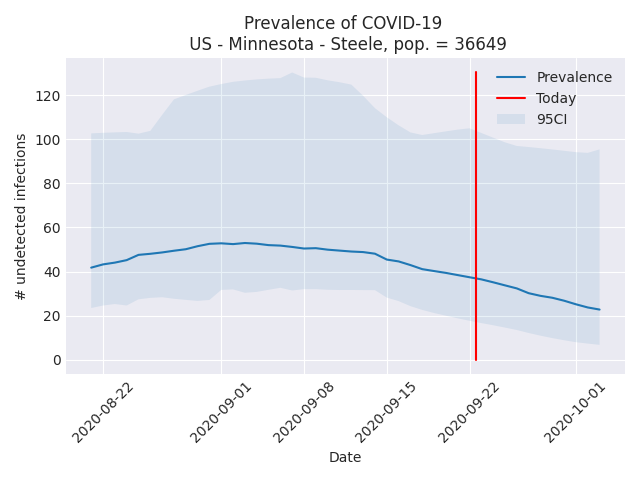 Prevalence of COVID-19
US - Minnesota - Steele, pop. = 36649
Prevalence
Today
95CI
120
100
80
60
40
20
0
# undetected infections
2020-08-22
2020-09-01
2020-09-08
2020-09-15
2020-09-22
2020-10-01
Date